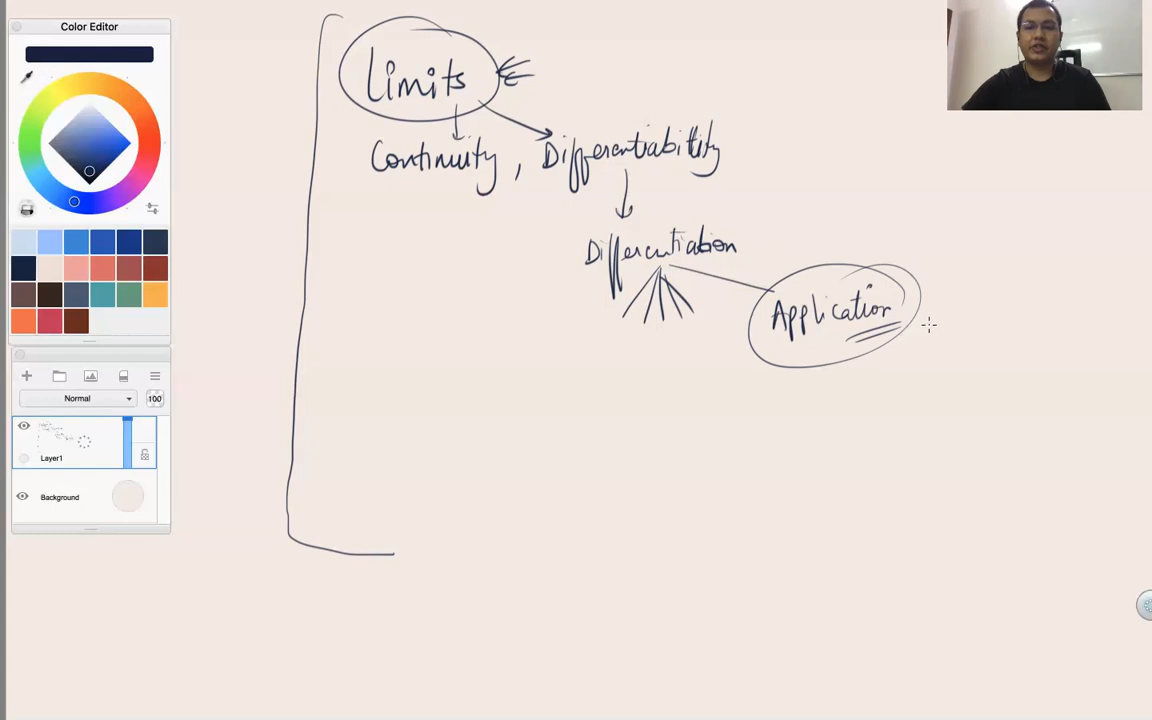 Color Editor
Limits
Continuity, Differentiability
Differentiation
Application
Normal
100
Layer1
Background